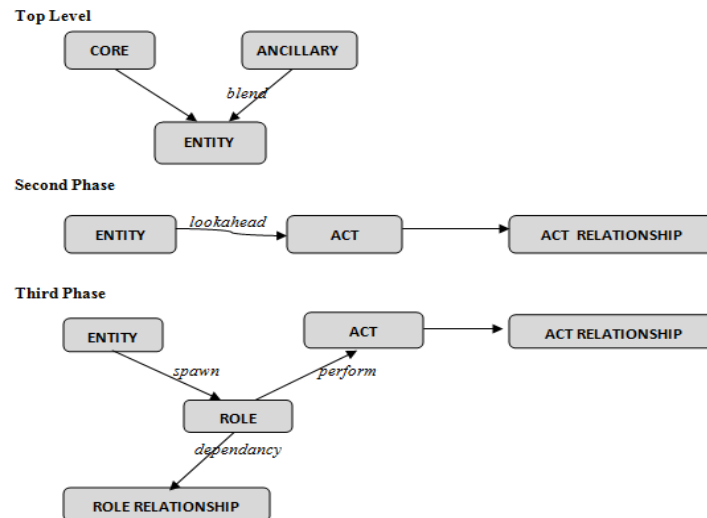 Top Level
CORE
ANCILLARY
blend
ENTITY
Second Phase
ENTITY
lookahead
ACT
ACT RELATIONSHIP
Third Phase
ENTITY
ACT
ACT RELATIONSHIP
spawn
perform
ROLE
dependancy
ROLE RELATIONSHIP